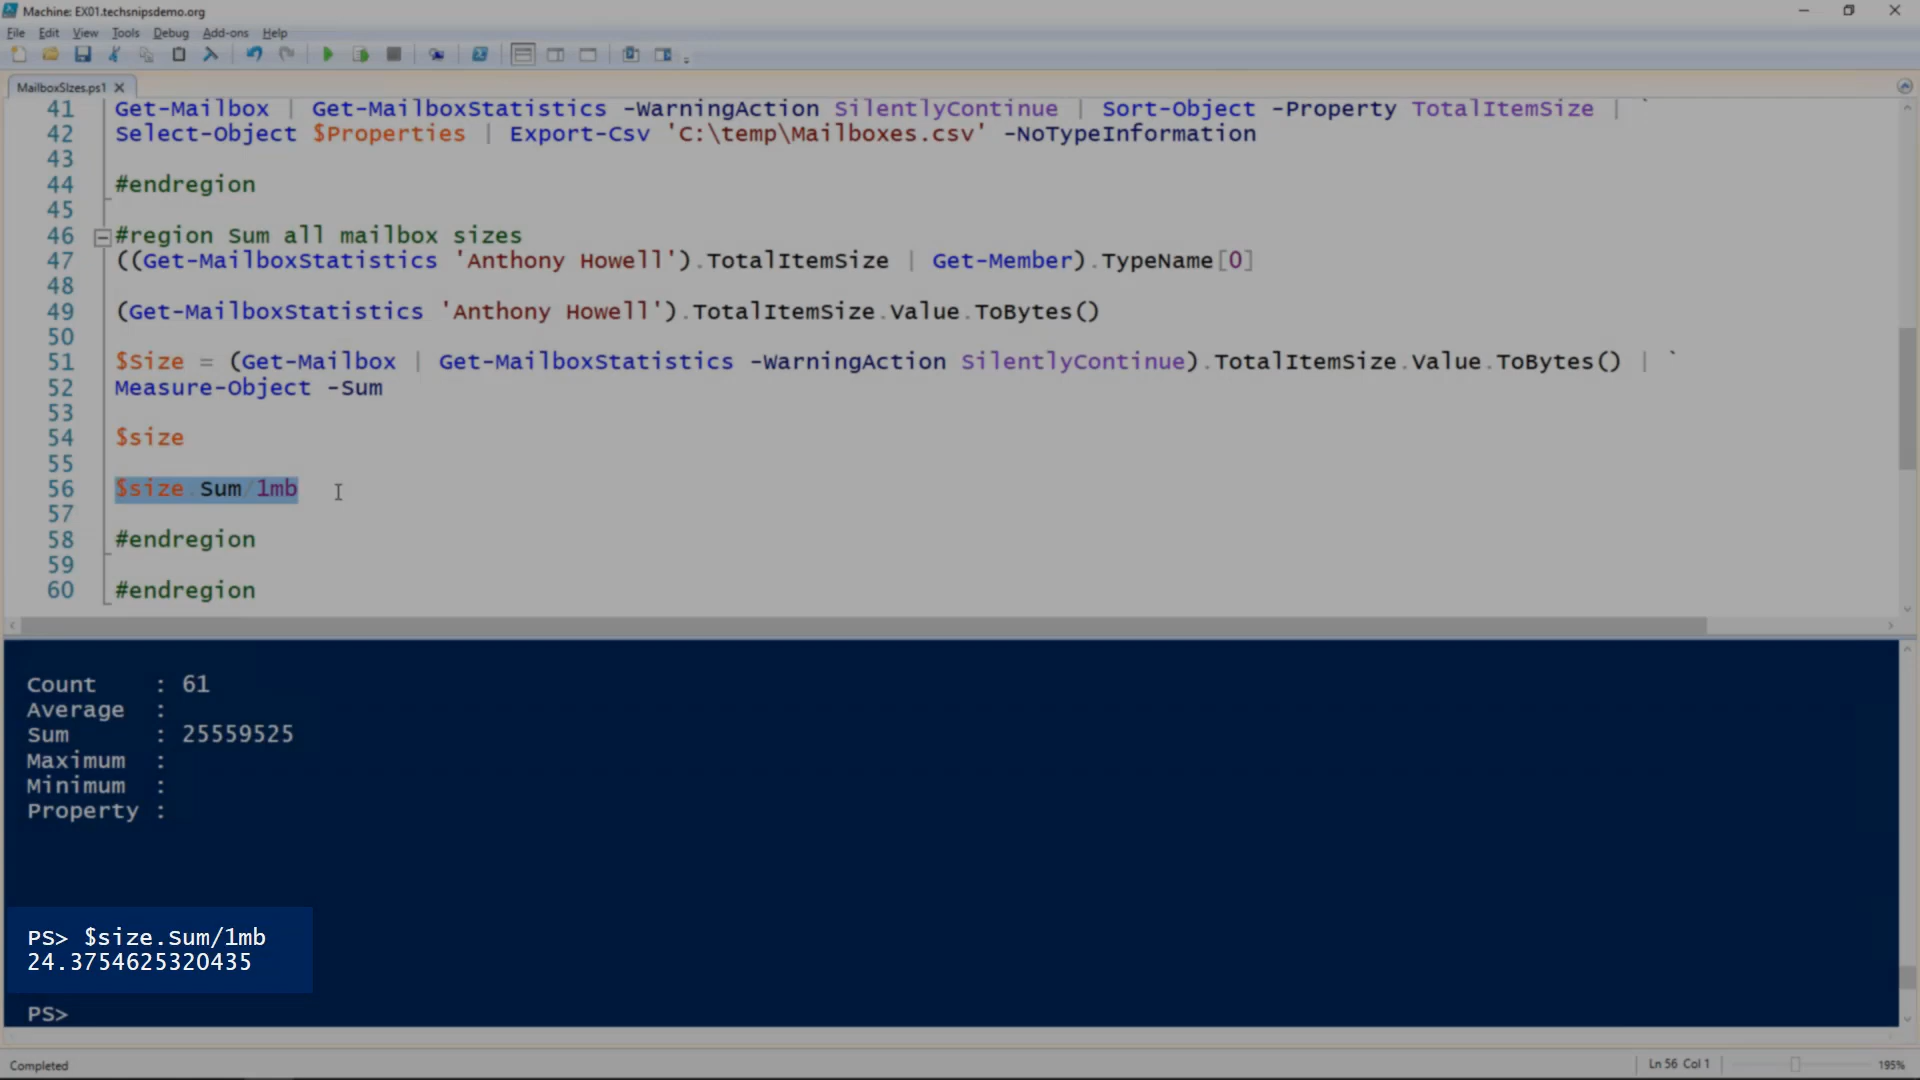 Machine: EX01.techsnipsdemo.org
File Edit View Tools Debug Add-ons Help
MailboxSizes.ps1
41 Get-Mailbox | Get-MailboxStatistics -WarningAction SilentlyContinue | Sort-Object -Property TotalItemSize | `
42 Select-Object $Properties | Export-Csv 'C:\temp\Mailboxes.csv' -NoTypeInformation
43
44 #endregion
45
46 #region Sum all mailbox sizes
47 ((Get-MailboxStatistics 'Anthony Howell').TotalItemSize | Get-Member).TypeName[0]
48
49 (Get-MailboxStatistics 'Anthony Howell').TotalItemSize.Value.ToBytes()
50
51 $Size = (Get-Mailbox | Get-MailboxStatistics -WarningAction SilentlyContinue).TotalItemSize.Value.ToBytes() | `
52 Measure-Object -Sum
53
54 $size
55
56 $size.Sum/1mb
57
58 #endregion
59
60 #endregion
Count : 61
Average :
Sum : 25559525
Maximum :
Minimum :
Property :
PS> $size.Sum/1mb
24.3754625320435
PS>
Completed
Ln 56 Col 1
195%